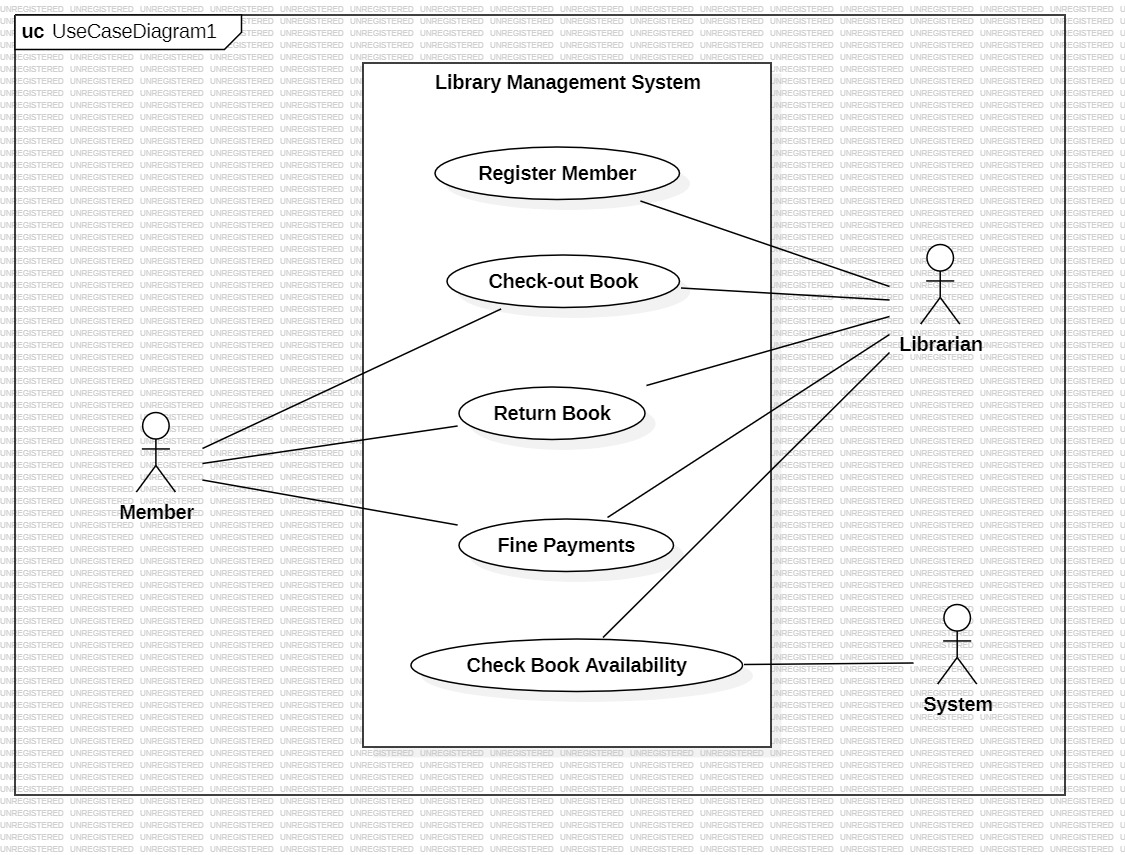 uc UseCaseDiagram1
Library Management System
Register Member
Check-out Book
Librarian
Return Book
Member
Fine Payments
Check Book Availability
System
UNREGISTERED